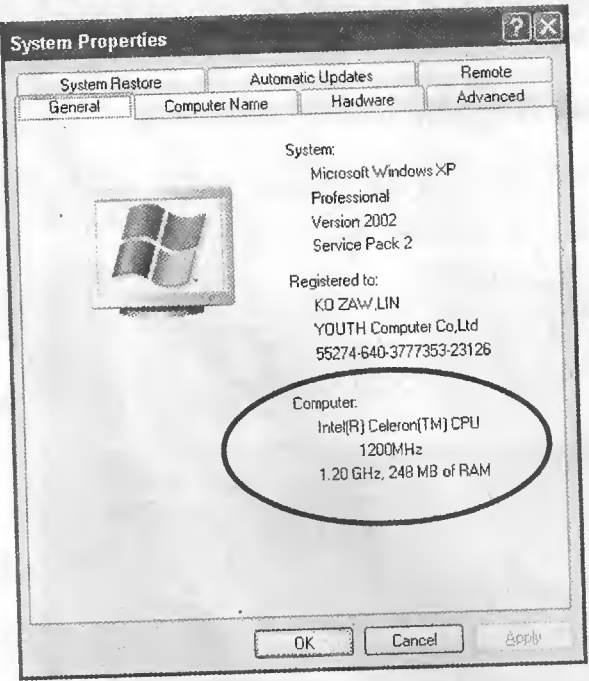 System Properties
System Restore Automatic Updates Remote
General Computer Name Hardware Advanced
System:
Microsoft Windows XP
Professional
Version 2002
Service Pack 2
Registered to:
KO ZAW,LIN
YOUTH Computer Co,Ltd
55274-640-3777353-23126
Computer:
Intel(R) Celeron(TM) CPU
1200MHz
1.20 GHz, 248 MB of RAM
OK Cancel Apply